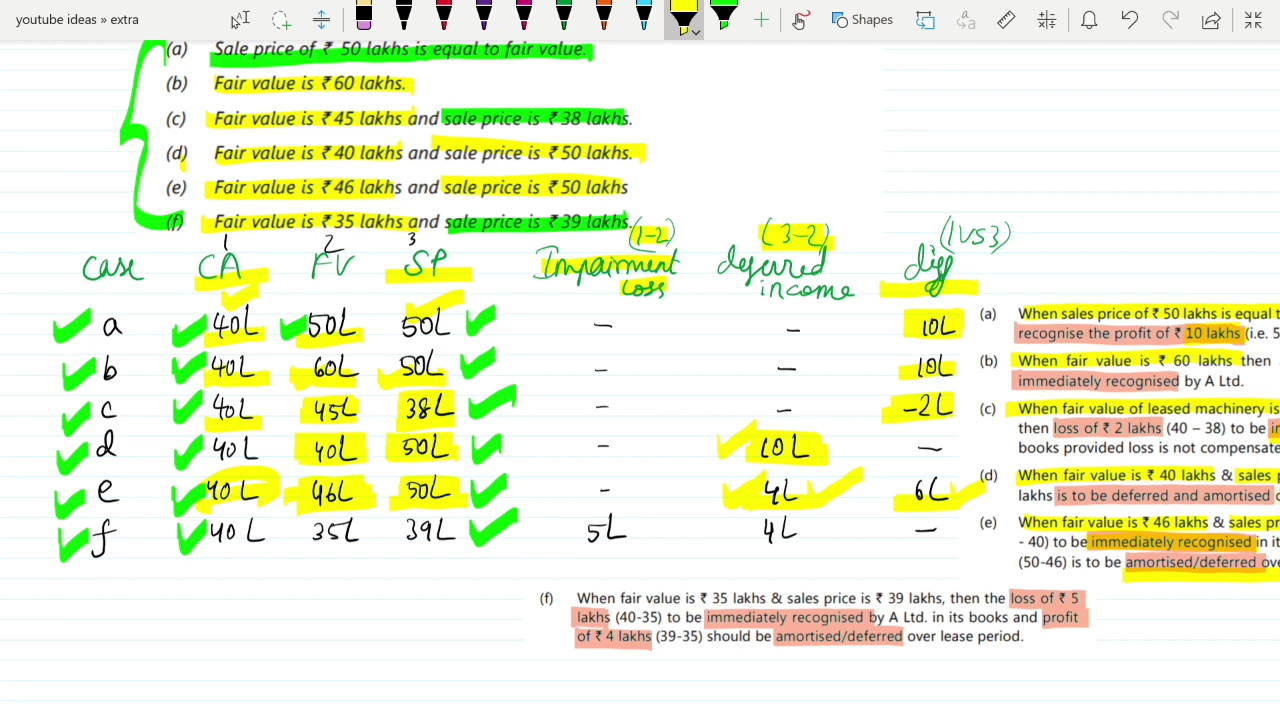 youtube ideas » extra
Shapes
(a) Sale price of ₹ 50 lakhs is equal to fair value.
(b) Fair value is ₹ 60 lakhs.
(c) Fair value is ₹ 45 lakhs and sale price is ₹ 38 lakhs.
(d) Fair value is ₹ 40 lakhs and sale price is ₹ 50 lakhs.
(e) Fair value is ₹ 46 lakhs and sale price is ₹ 50 lakhs
(f) Fair value is ₹ 35 lakhs and sale price is ₹ 39 lakhs.
1 2 3 (1-2) (3-2) (1 VS 3)
Case CA FV SP Impairment loss deferred income diff
a 40L 50L 50L - - 10L
b 40L 60L 50L - - 10L
c 40L 45L 38L - - -2L
d 40L 40L 50L - 10L -
e 40L 46L 50L - 4L 6L
f 40L 35L 39L 5L 4L -
(a) When sales price of ₹ 50 lakhs is equal t
recognise the profit of ₹ 10 lakhs (i.e. 5
(b) When fair value is ₹ 60 lakhs then
immediately recognised by A Ltd.
(c) When fair value of leased machinery is
then loss of ₹ 2 lakhs (40 – 38) to be in
books provided loss is not compensate
(d) When fair value is ₹ 40 lakhs & sales p
lakhs is to be deferred and amortised o
(e) When fair value is ₹ 46 lakhs & sales pr
- 40) to be immediately recognised in it
(50-46) is to be amortised/deferred ove
(f) When fair value is ₹ 35 lakhs & sales price is ₹ 39 lakhs, then the loss of ₹ 5
lakhs (40-35) to be immediately recognised by A Ltd. in its books and profit
of ₹ 4 lakhs (39-35) should be amortised/deferred over lease period.